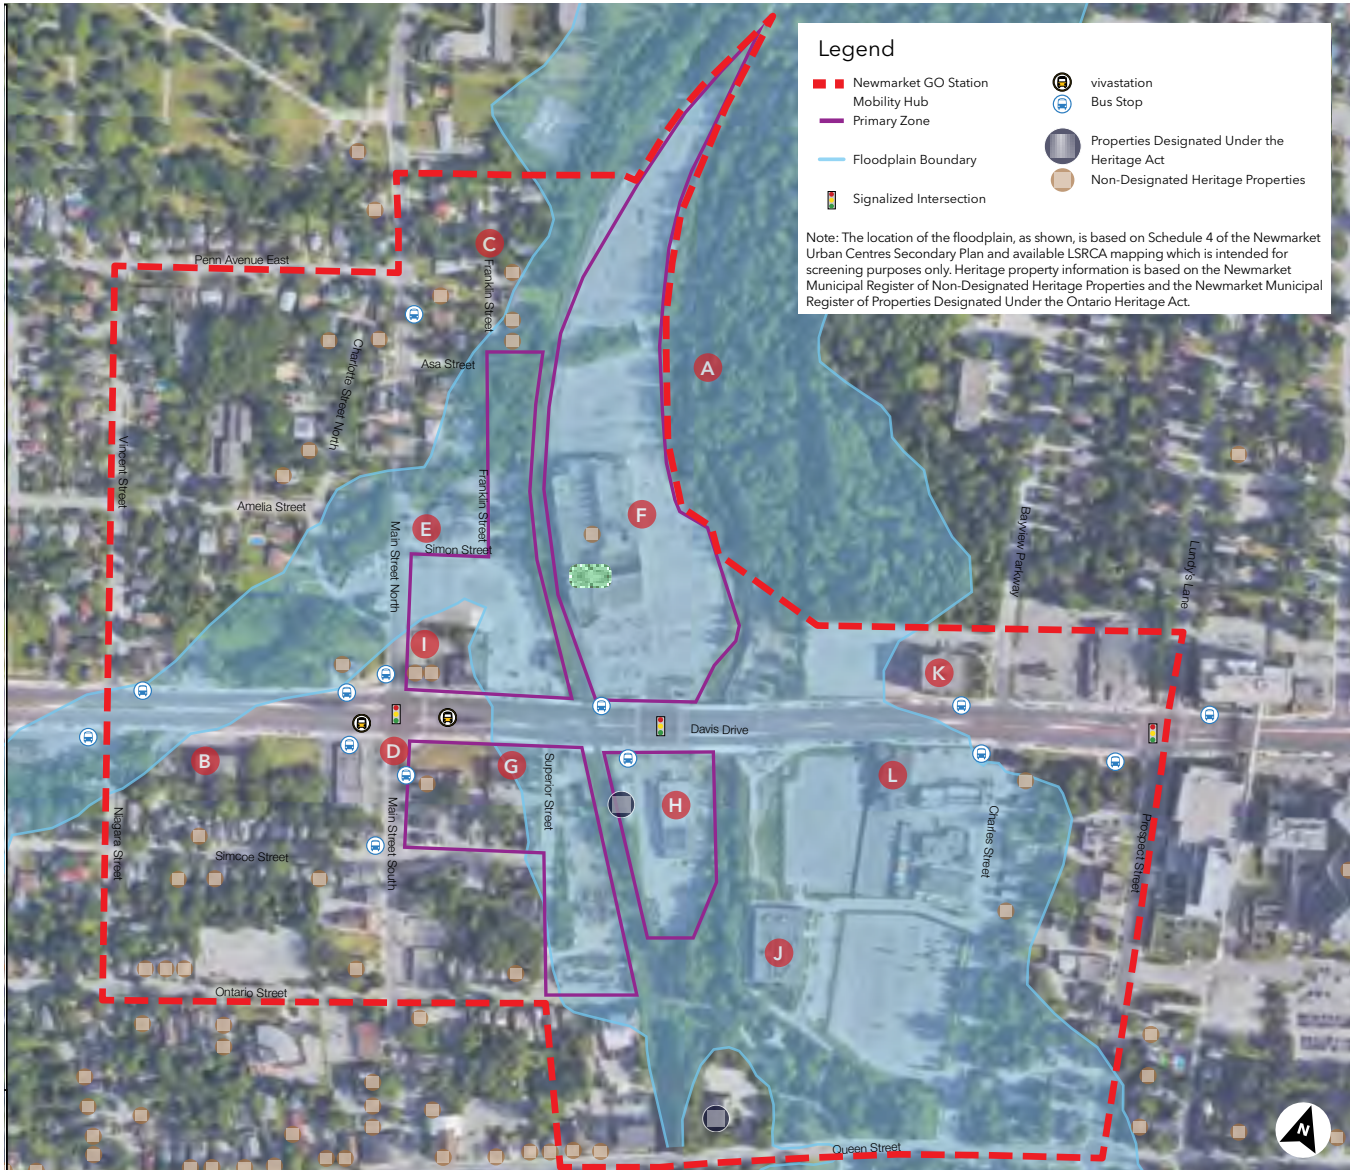 Legend
Newmarket GO Station
Mobility Hub
Primary Zone
Floodplain Boundary
Signalized Intersection
vivastation
Bus Stop
Properties Designated Under the
Heritage Act
Non-Designated Heritage Properties
Note: The location of the floodplain, as shown, is based on Schedule 4 of the Newmarket
Urban Centres Secondary Plan and available LSRCA mapping which is intended for
screening purposes only. Heritage property information is based on the Newmarket
Municipal Register of Non-Designated Heritage Properties and the Newmarket Municipal
Register of Properties Designated Under the Ontario Heritage Act.
C
Penn Avenue East
Franklin Street
Asa Street
Charlotte Street North
A
Vincent Street
Franklin Street
Amelia Street
E
F
Main Street North
Simon Street
Bayview Parkway
Lundy's Lane
I
K
Davis Drive
B
D
G
Superior Street
H
L
Niagara Street
Main Street South
Simcoe Street
Charles Street
Prospect Street
J
Ontario Street
Queen Street
N